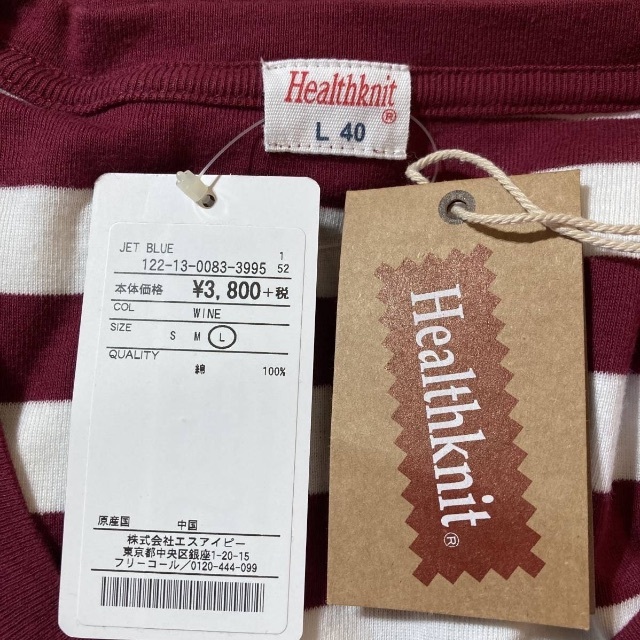 Healthknit
®
L 40
JET BLUE 1
122-13-0083-3995 52
本体価格 ¥3,800+税
COL WINE
SIZE S M L
QUALITY
綿 100%
原産国 中国
株式会社エスアイピー
東京都中央区銀座1-20-15
フリーコール/0120-444-099
Healthknit®